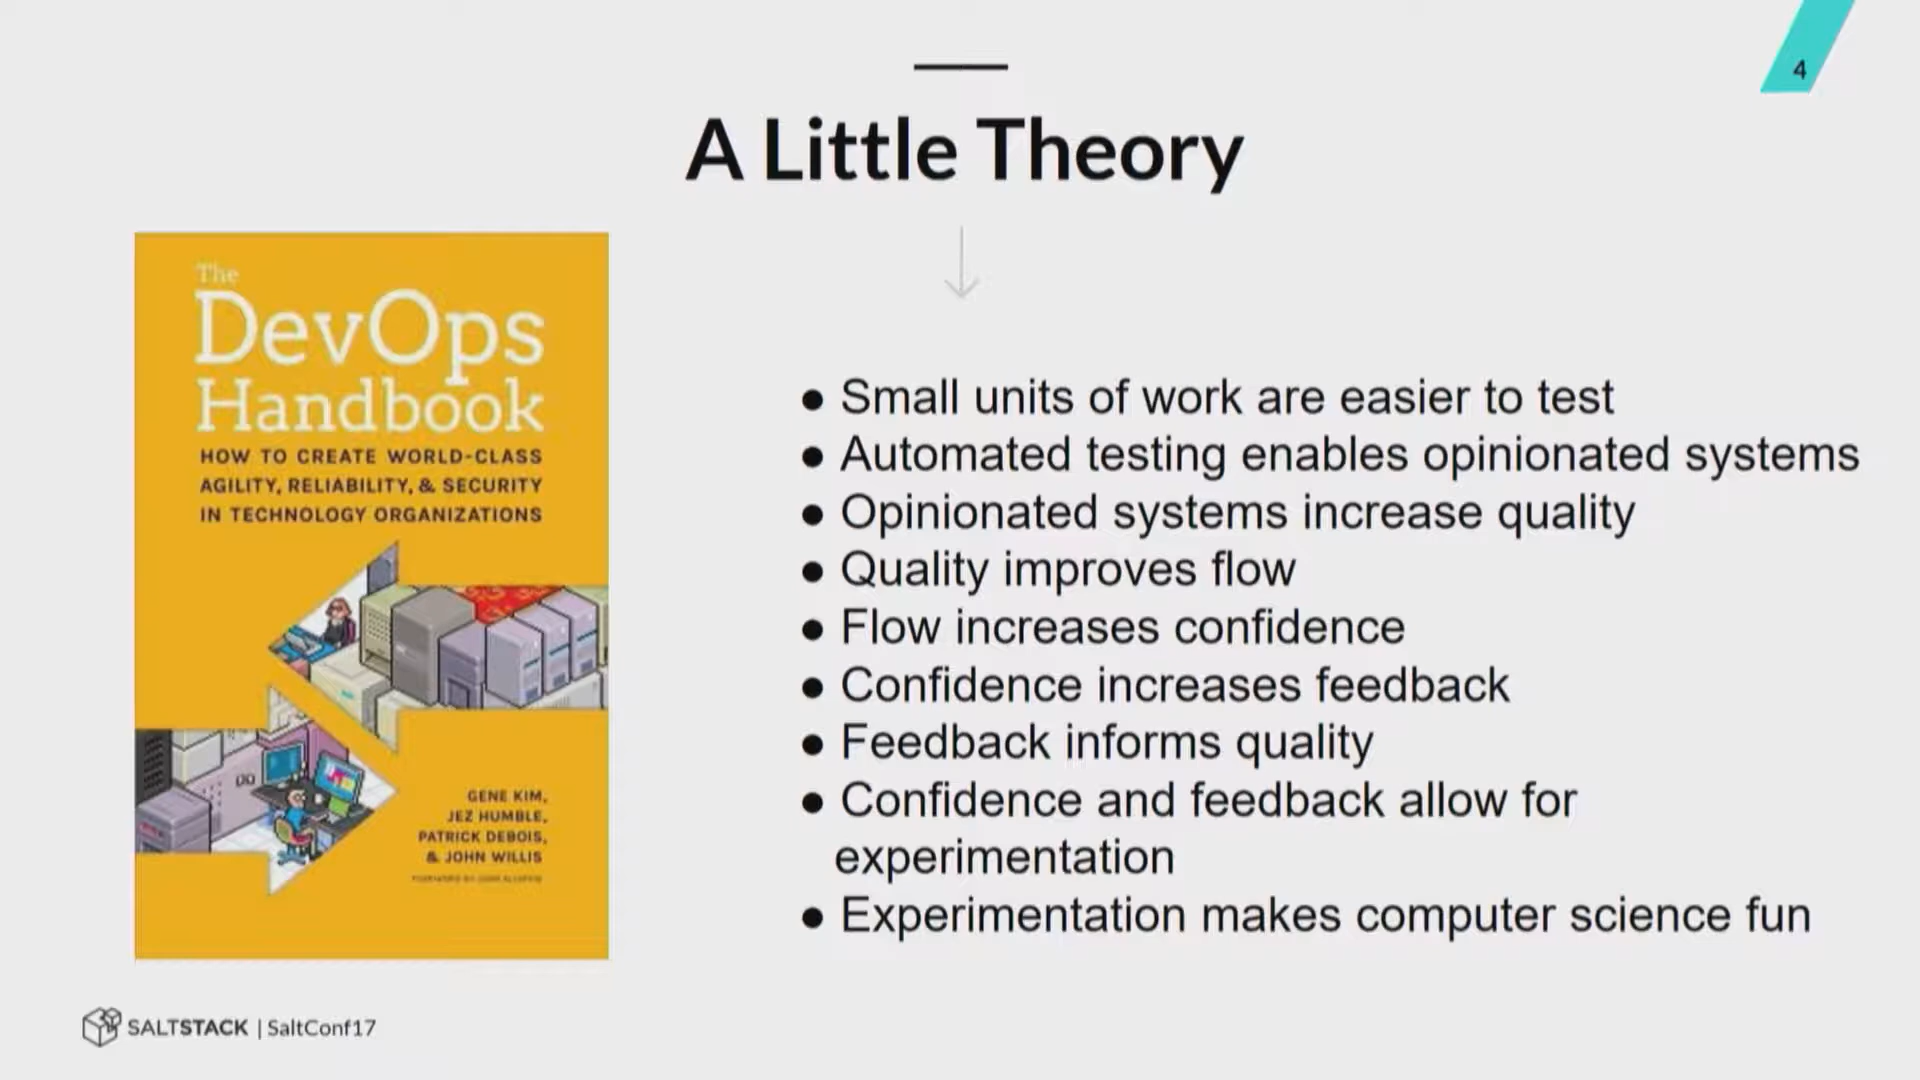 4
A Little Theory
The
DevOps
Handbook
HOW TO CREATE WORLD-CLASS
AGILITY, RELIABILITY, & SECURITY
IN TECHNOLOGY ORGANIZATIONS
GENE KIM,
JEZ HUMBLE,
PATRICK DEBOIS,
& JOHN WILLIS
● Small units of work are easier to test
● Automated testing enables opinionated systems
● Opinionated systems increase quality
● Quality improves flow
● Flow increases confidence
● Confidence increases feedback
● Feedback informs quality
● Confidence and feedback allow for
experimentation
● Experimentation makes computer science fun
SALTSTACK | SaltConf17